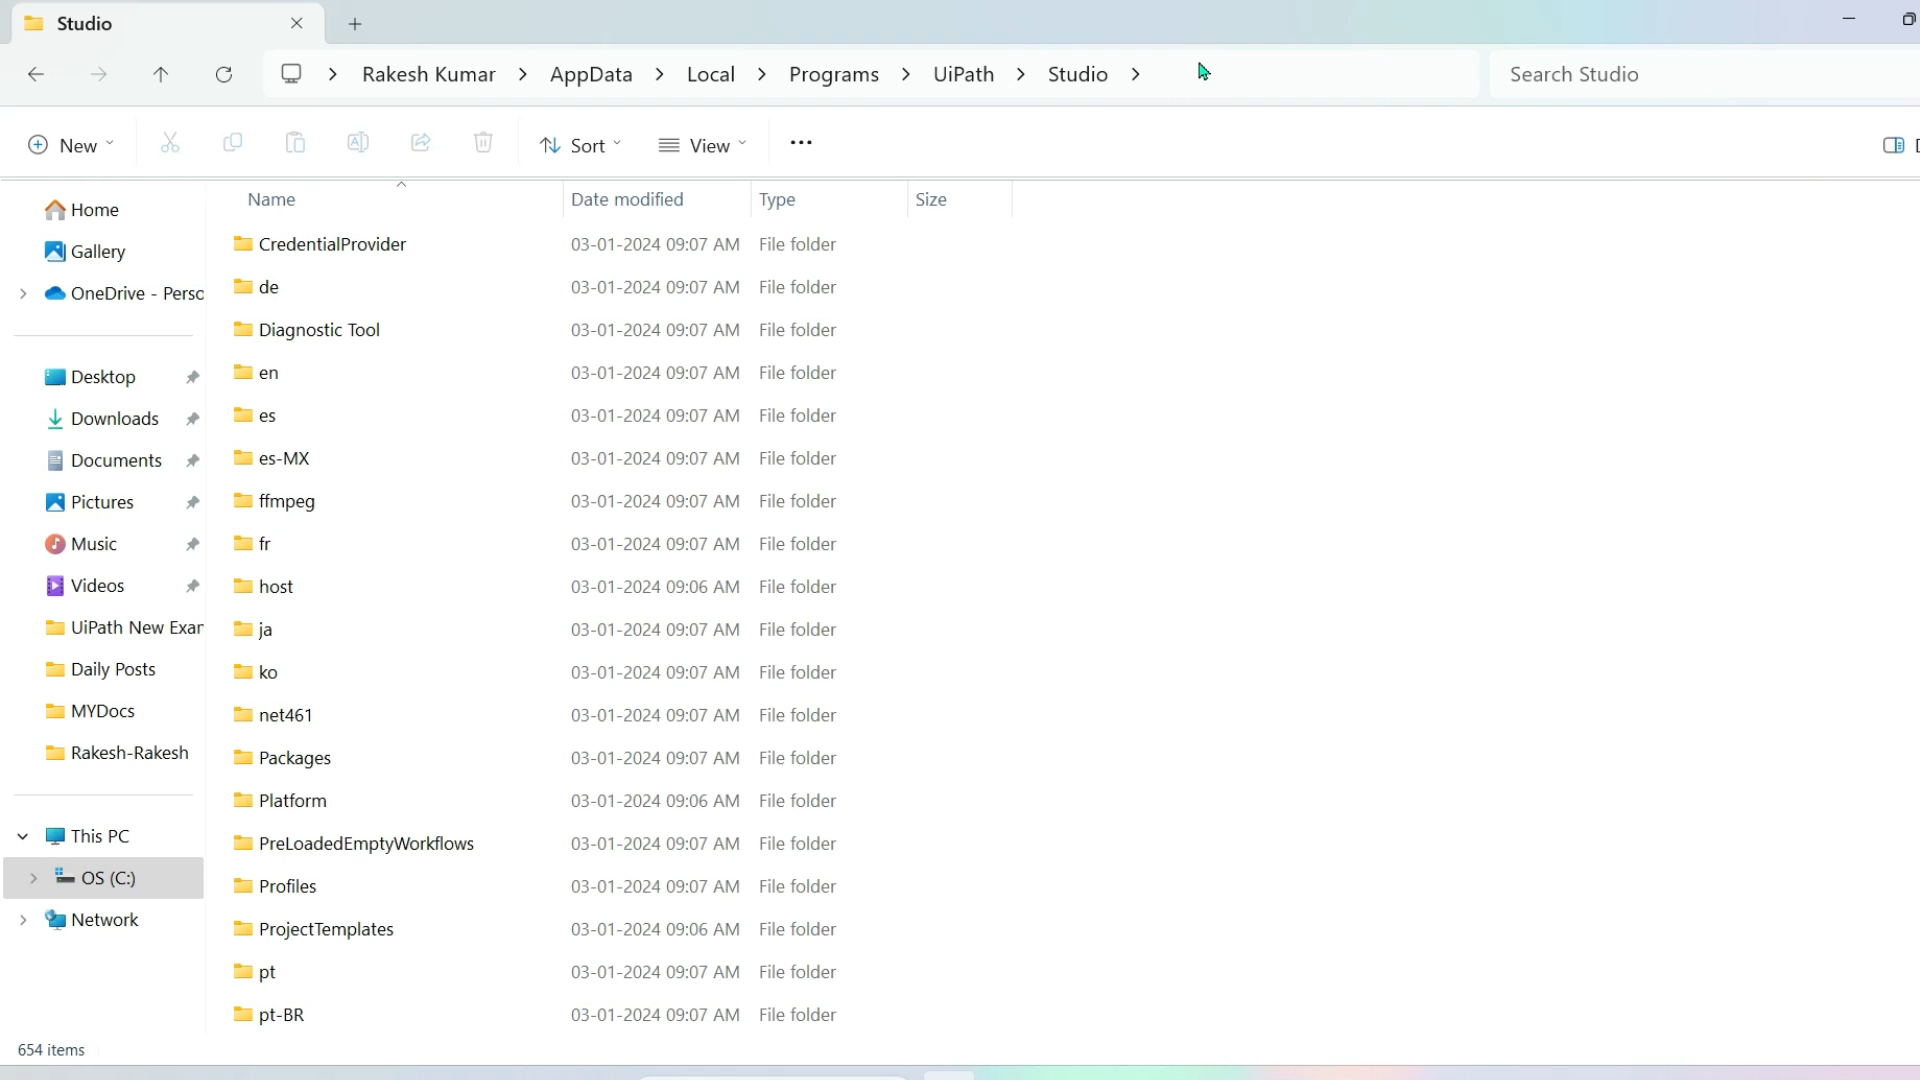 Studio
Rakesh Kumar > AppData > Local > Programs > UiPath > Studio >
Search Studio
New
Sort
View
Name
Date modified
Type
Size
Home
Gallery
OneDrive - Perso
Desktop
Downloads
Documents
Pictures
Music
Videos
UiPath New Exar
Daily Posts
MYDocs
Rakesh-Rakesh
This PC
OS (C:)
Network
CredentialProvider 03-01-2024 09:07 AM File folder
de 03-01-2024 09:07 AM File folder
Diagnostic Tool 03-01-2024 09:07 AM File folder
en 03-01-2024 09:07 AM File folder
es 03-01-2024 09:07 AM File folder
es-MX 03-01-2024 09:07 AM File folder
ffmpeg 03-01-2024 09:07 AM File folder
fr 03-01-2024 09:07 AM File folder
host 03-01-2024 09:06 AM File folder
ja 03-01-2024 09:07 AM File folder
ko 03-01-2024 09:07 AM File folder
net461 03-01-2024 09:07 AM File folder
Packages 03-01-2024 09:07 AM File folder
Platform 03-01-2024 09:06 AM File folder
PreLoadedEmptyWorkflows 03-01-2024 09:07 AM File folder
Profiles 03-01-2024 09:07 AM File folder
ProjectTemplates 03-01-2024 09:06 AM File folder
pt 03-01-2024 09:07 AM File folder
pt-BR 03-01-2024 09:07 AM File folder
654 items